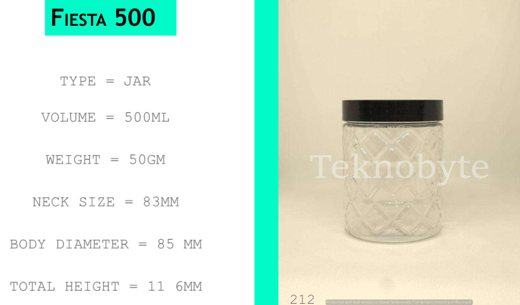 FIESTA 500
TYPE = JAR
VOLUME = 500ML
WEIGHT = 50GM
NECK SIZE = 83MM
BODY DIAMETER = 85 MM
TOTAL HEIGHT = 11 6MM
Teknobyte
212